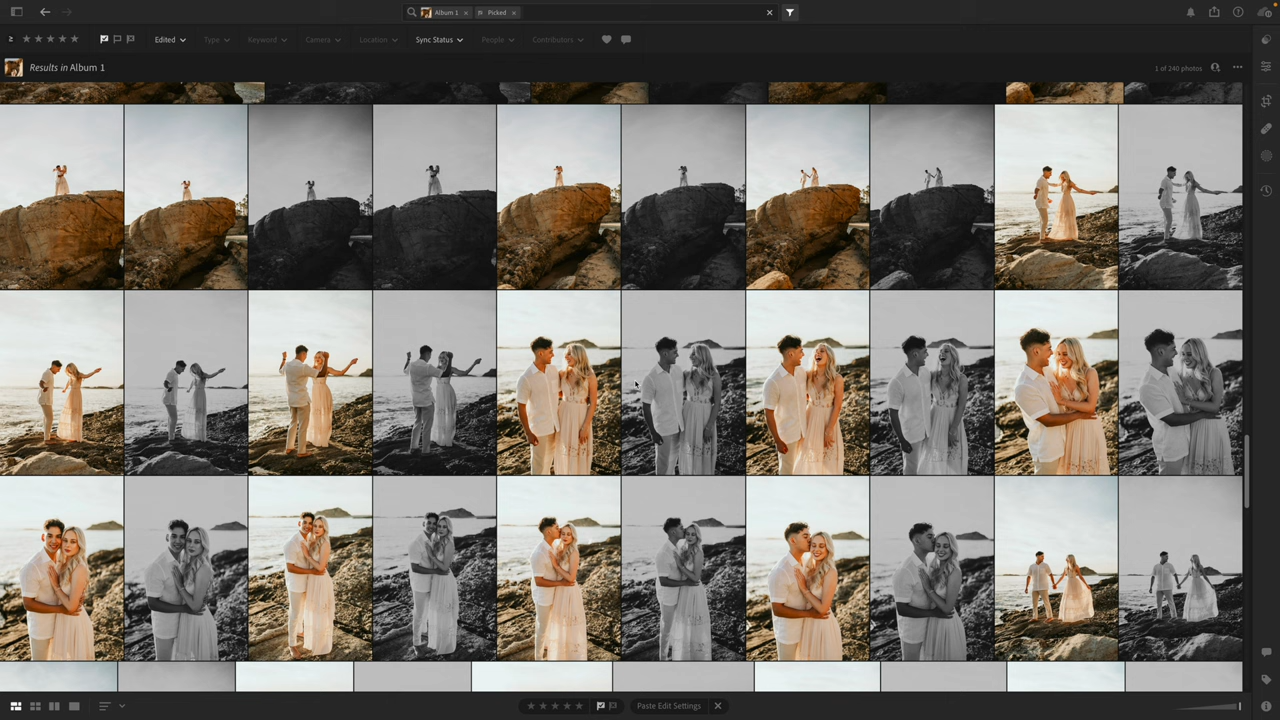 Album 1 Picked
Edited Type Keyword Camera Location Sync Status People Contributors
Results in Album 1
1 of 240 photos
Paste Edit Settings